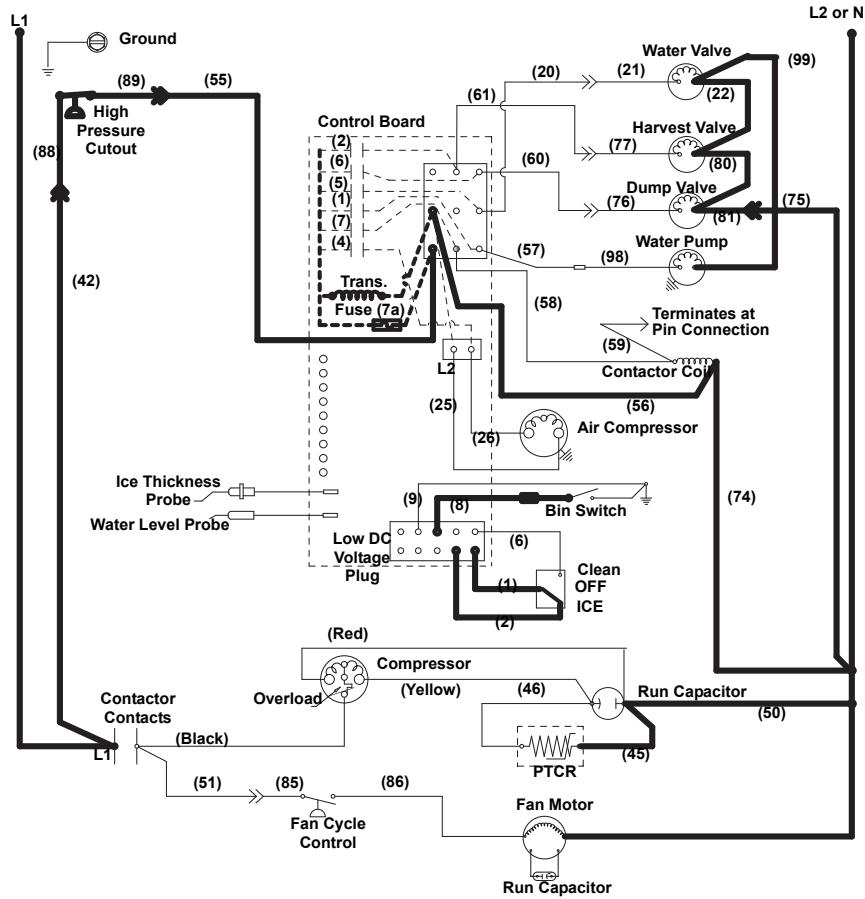 L1
L2 or N
Ground
Water Valve
(99)
(89)
(55)
(20)
(21)
(22)
(61)
High
Pressure
Cutout
Control Board
Harvest Valve
(2)
(88)
(6)
(60)
(77)
(80)
(5)
Dump Valve
(1)
(76)
(81)
(75)
(7)
(4)
Water Pump
(57)
(98)
(42)
Trans.
Fuse (7a)
(58)
Terminates at
Pin Connection
(59)
L2
Contactor Coil
(25)
(56)
(26)
Air Compressor
Ice Thickness
Probe
(9)
(8)
Bin Switch
(74)
Water Level Probe
Low DC
Voltage
Plug
(6)
Clean
OFF
ICE
(1)
(2)
(Red)
Compressor
Overload
(Yellow)
(46)
Run Capacitor
Contactor
Contacts
(50)
(Black)
L1
(45)
PTCR
(51)
(85)
(86)
Fan Cycle
Control
Fan Motor
Run Capacitor